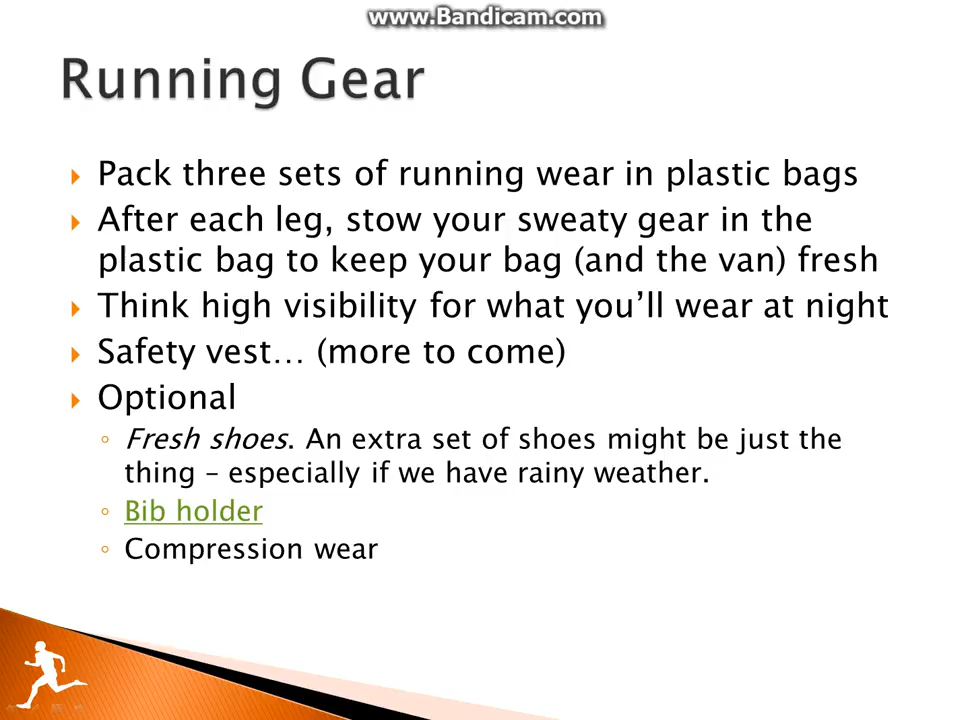 www.Bandicam.com
Running Gear
Pack three sets of running wear in plastic bags
After each leg, stow your sweaty gear in the
plastic bag to keep your bag (and the van) fresh
Think high visibility for what you’ll wear at night
Safety vest… (more to come)
Optional
Fresh shoes. An extra set of shoes might be just the
thing – especially if we have rainy weather.
Bib holder
Compression wear